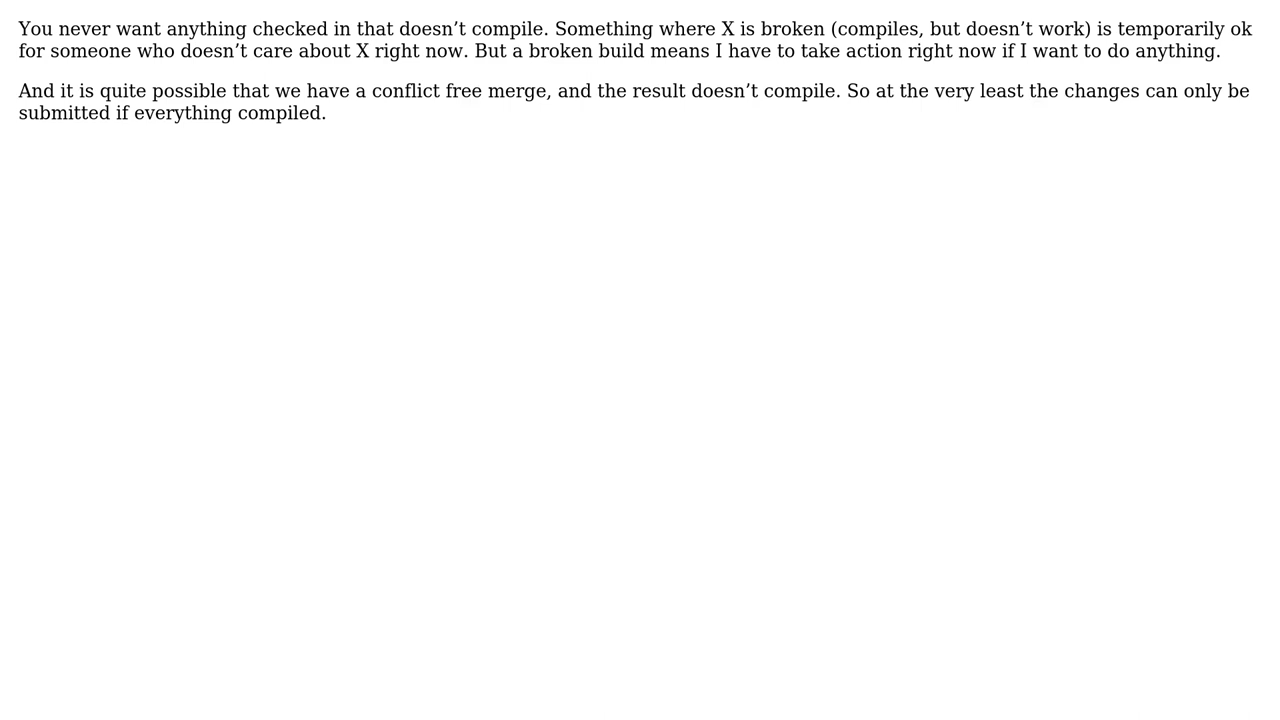 You never want anything checked in that doesn’t compile. Something where X is broken (compiles, but doesn’t work) is temporarily ok
for someone who doesn’t care about X right now. But a broken build means I have to take action right now if I want to do anything.
And it is quite possible that we have a conflict free merge, and the result doesn’t compile. So at the very least the changes can only be
submitted if everything compiled.